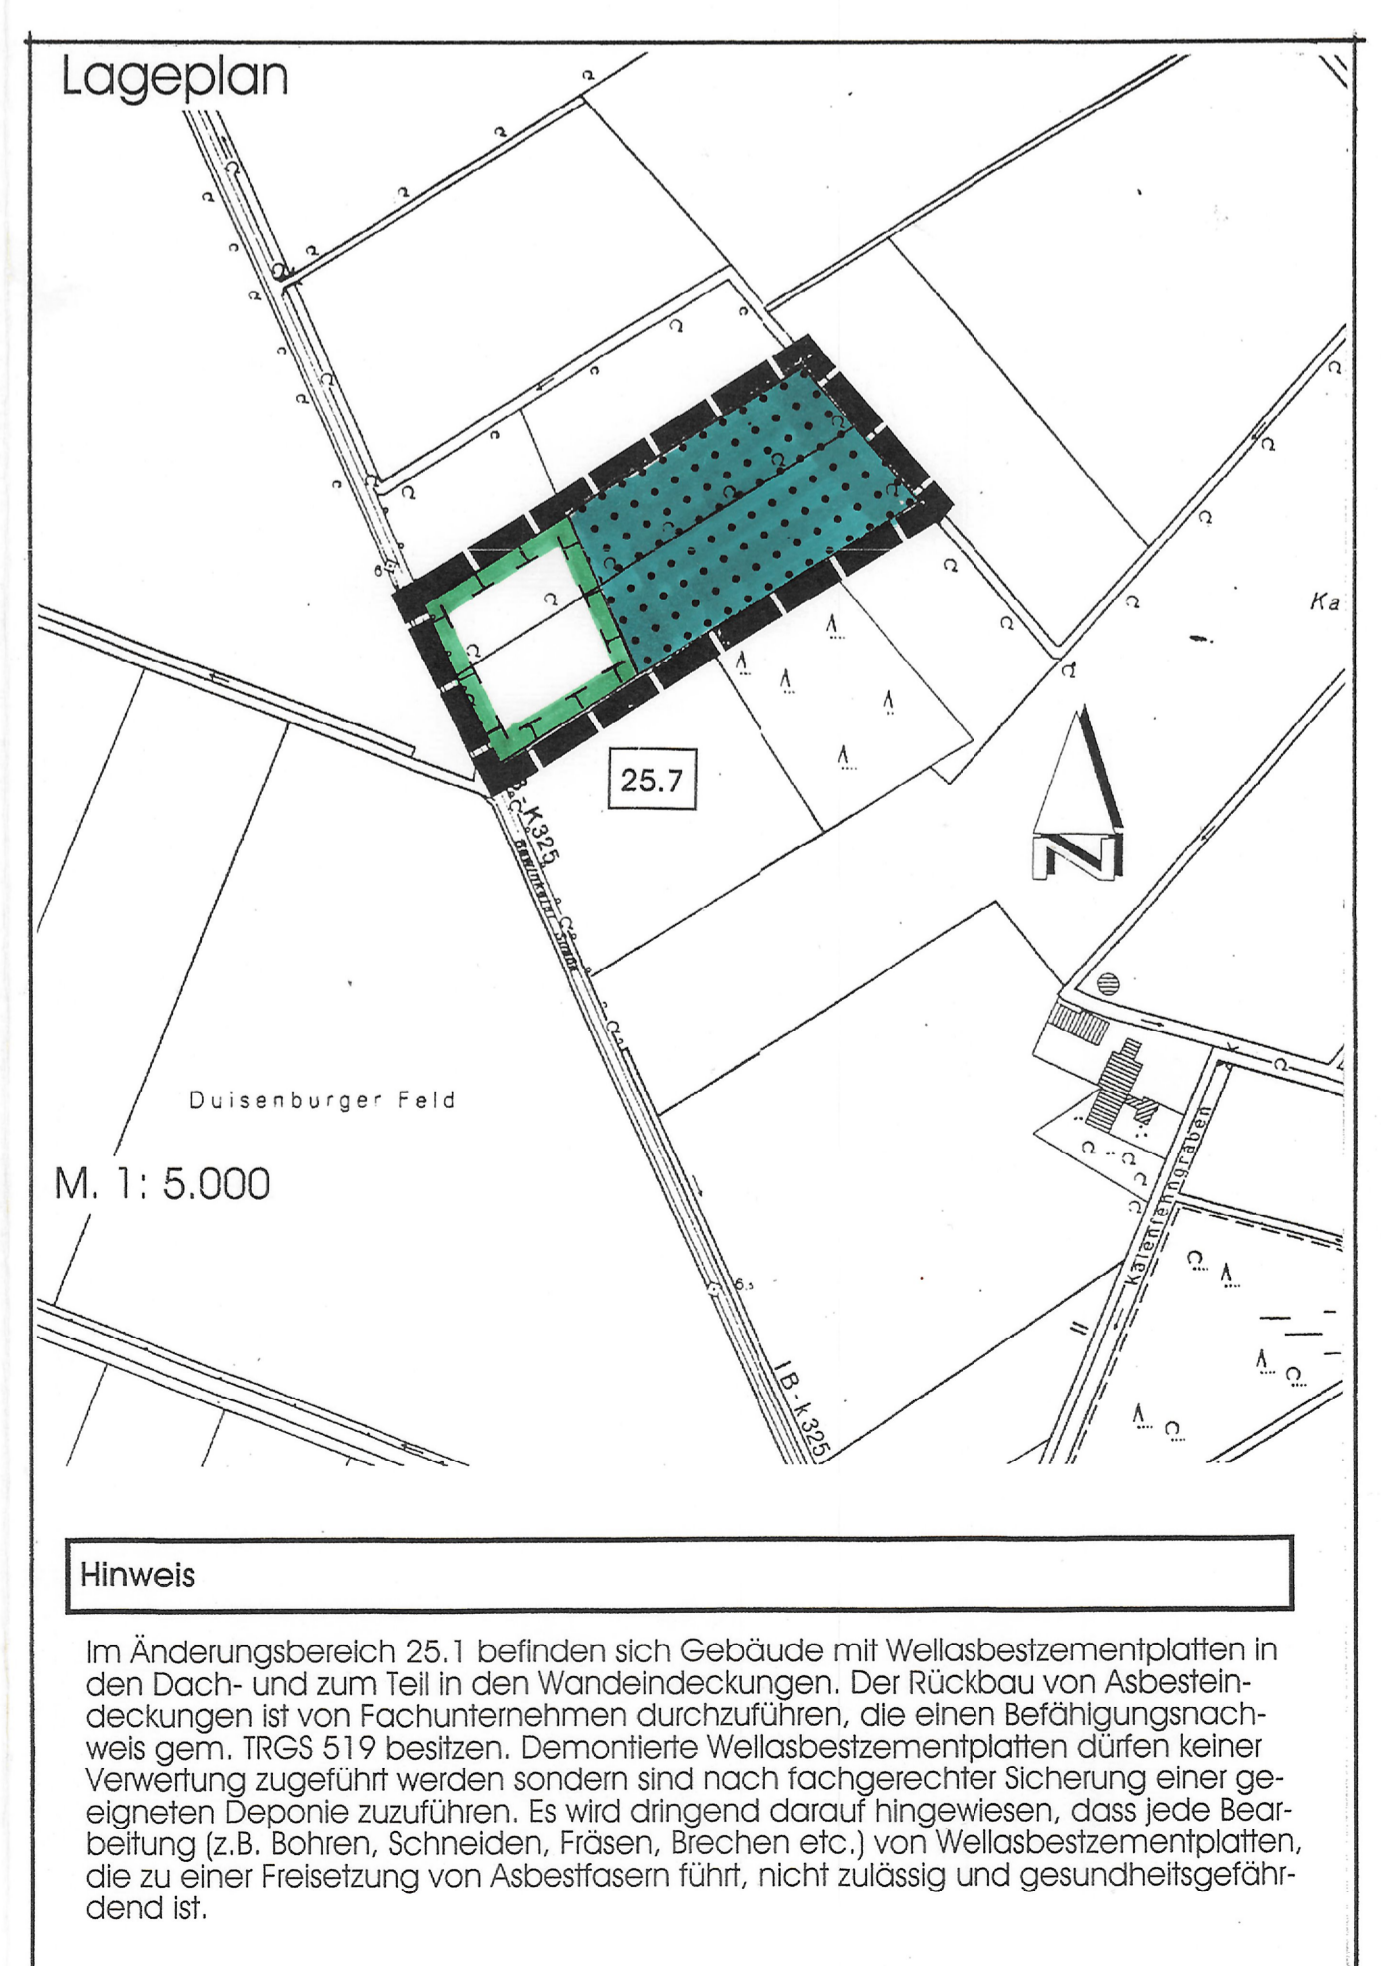 Lageplan
Ka
25.7
K325
Duisenburger Feld
M. 1: 5.000
Kalenfenngraben
I B - k 325
Hinweis
Im Änderungsbereich 25.1 befinden sich Gebäude mit Wellasbestzementplatten in
den Dach- und zum Teil in den Wandeindeckungen. Der Rückbau von Asbestein-
deckungen ist von Fachunternehmen durchzuführen, die einen Befähigungsnach-
weis gem. TRGS 519 besitzen. Demontierte Wellasbestzementplatten dürfen keiner
Verwertung zugeführt werden sondern sind nach fachgerechter Sicherung einer ge-
eigneten Deponie zuzuführen. Es wird dringend darauf hingewiesen, dass jede Bear-
beitung (z.B. Bohren, Schneiden, Fräsen, Brechen etc.) von Wellasbestzementplatten,
die zu einer Freisetzung von Asbestfasern führt, nicht zulässig und gesundheitsgefähr-
dend ist.